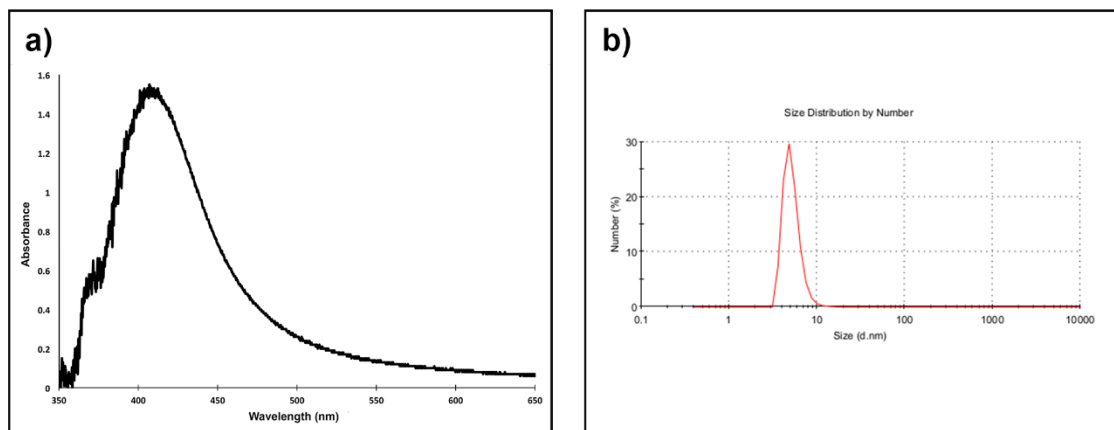 a)
1.6
1.4
1.2
1
0.8
0.6
0.4
0.2
0
Absorbance
350 400 450 500 550 600 650
Wavelength (nm)
b)
Size Distribution by Number
30
20
10
0
Number (%)
0.1 1 10 100 1000 10000
Size (d.nm)